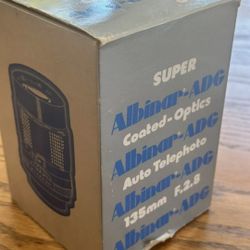 SUPER
Albinar-ADG
Coated-Optics
Albinar-ADG
Auto Telephoto
Albinar-ADG
135mm F.2.8
Albinar-ADG